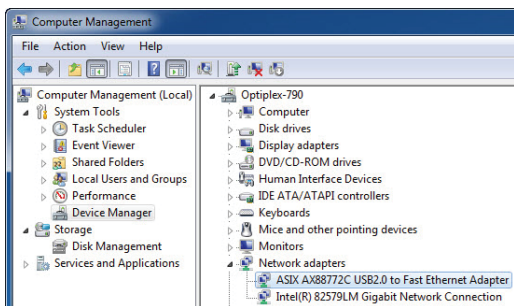 Computer Management
File Action View Help
Computer Management (Local)
System Tools
Task Scheduler
Event Viewer
Shared Folders
Local Users and Groups
Performance
Device Manager
Storage
Disk Management
Services and Applications
Optiplex-790
Computer
Disk drives
Display adapters
DVD/CD-ROM drives
Human Interface Devices
IDE ATA/ATAPI controllers
Keyboards
Mice and other pointing devices
Monitors
Network adapters
ASIX AX88772C USB2.0 to Fast Ethernet Adapter
Intel(R) 82579LM Gigabit Network Connection